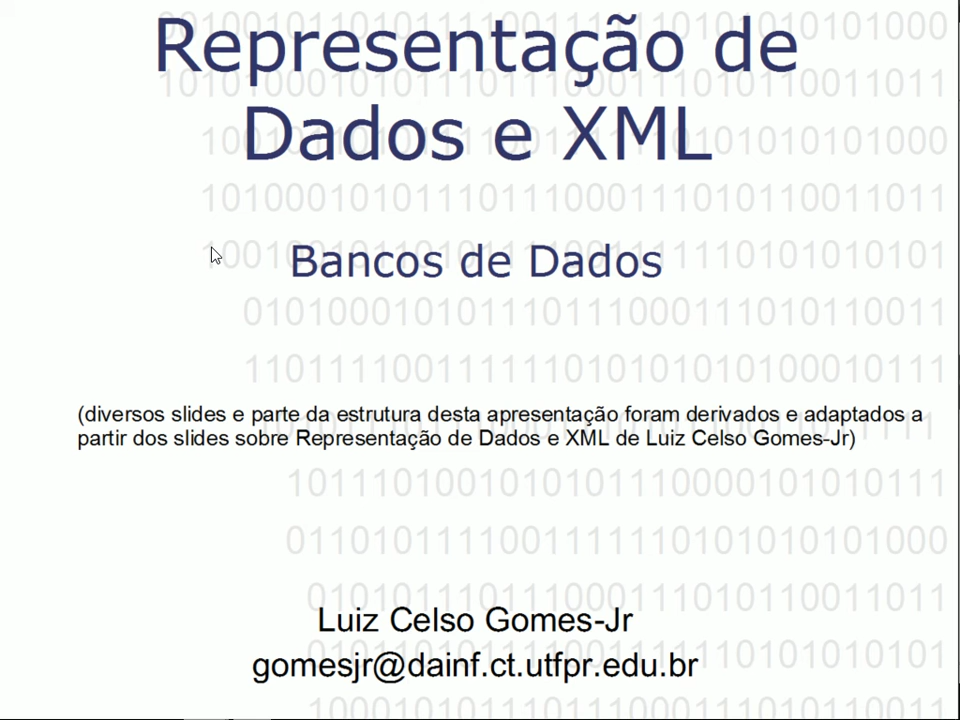 Representação de
Dados e XML
Bancos de Dados
(diversos slides e parte da estrutura desta apresentação foram derivados e adaptados a
partir dos slides sobre Representação de Dados e XML de Luiz Celso Gomes-Jr)
Luiz Celso Gomes-Jr
gomesjr@dainf.ct.utfpr.edu.br